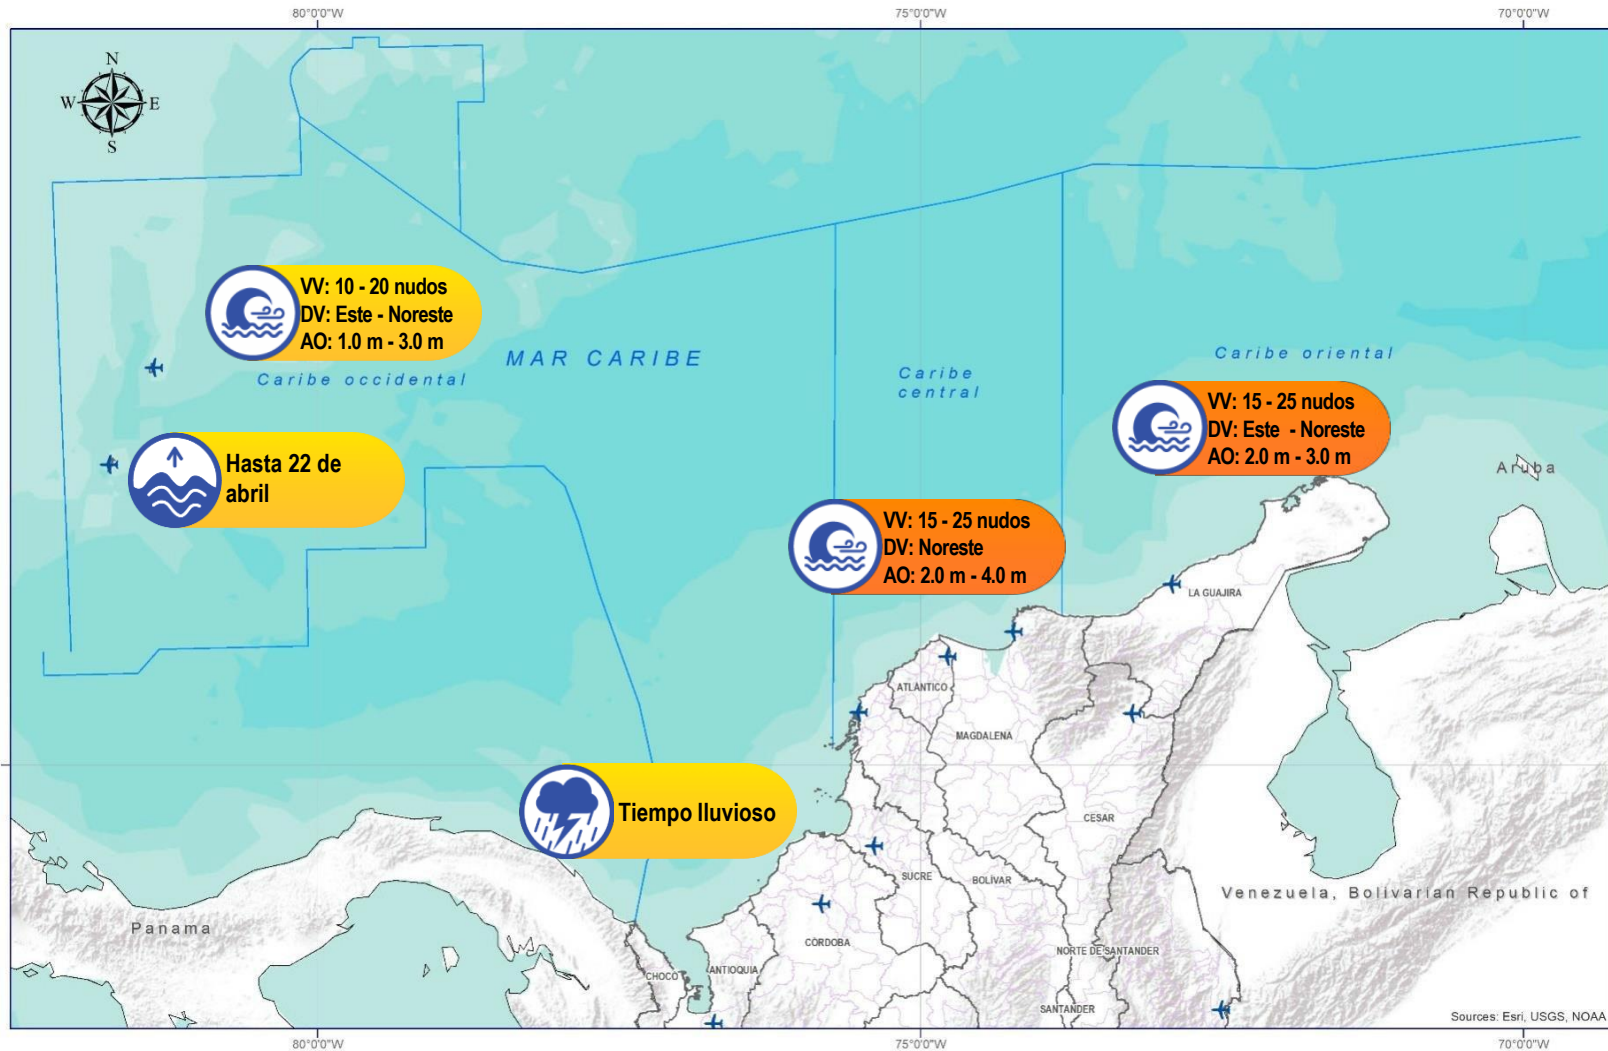 80°0'0"W
75°0'0"W
70°0'0"W
N
W
E
S
VV: 10 - 20 nudos
DV: Este - Noreste
AO: 1.0 m - 3.0 m
MAR CARIBE
Caribe occidental
Caribe
central
Caribe oriental
VV: 15 - 25 nudos
DV: Este - Noreste
AO: 2.0 m - 3.0 m
Hasta 22 de
abril
Aruba
VV: 15 - 25 nudos
DV: Noreste
AO: 2.0 m - 4.0 m
LA GUAJIRA
ATLÁNTICO
MAGDALENA
Tiempo lluvioso
CESAR
SUCRE
BOLÍVAR
Venezuela, Bolivarian Republic of
Panama
CÓRDOBA
NORTE DE SANTANDER
CHOCÓ
ANTIOQUIA
SANTANDER
Sources: Esri, USGS, NOAA
80°0'0"W
75°0'0"W
70°0'0"W